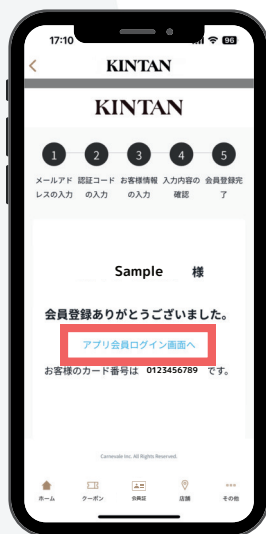 17:10
96
KINTAN
KINTAN
1 2 3 4 5
メールアド 認証コード お客様情報 入力内容の 会員登録完
レスの入力 の入力 の入力 確認 了
Sample 様
会員登録ありがとうございました。
アプリ会員ログイン画面へ
お客様のカード番号は 0123456789 です。
Carnevale Inc. All Rights Reserved.
ホーム クーポン 会員証 店舗 その他